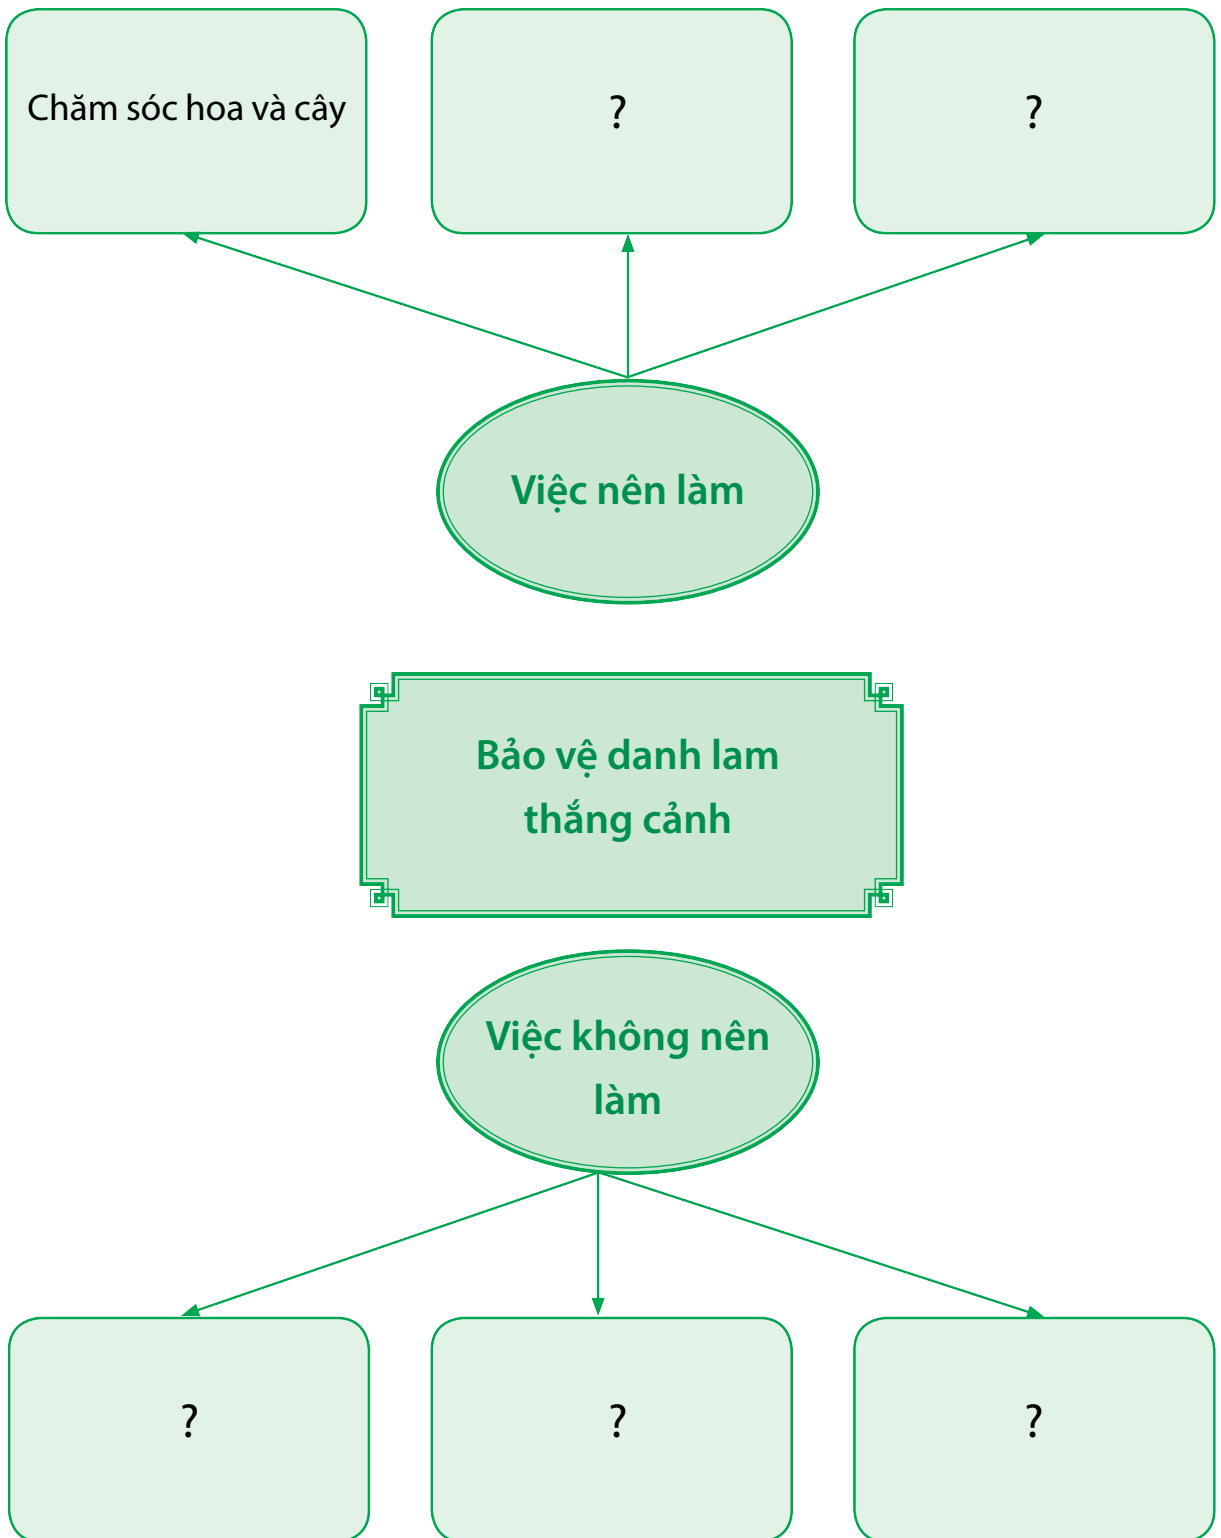 Chăm sóc hoa và cây
?
?
Việc nên làm
Bảo vệ danh lam
thắng cảnh
Việc không nên
làm
?
?
?